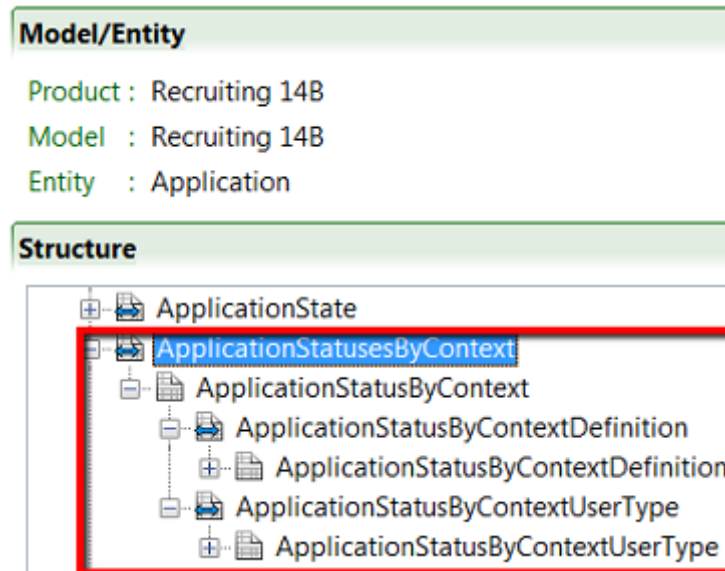 Model/Entity
Product : Recruiting 14B
Model : Recruiting 14B
Entity : Application
Structure
ApplicationState
ApplicationStatusesByContext
ApplicationStatusByContext
ApplicationStatusByContextDefinition
ApplicationStatusByContextDefinition
ApplicationStatusByContextUserType
ApplicationStatusByContextUserType